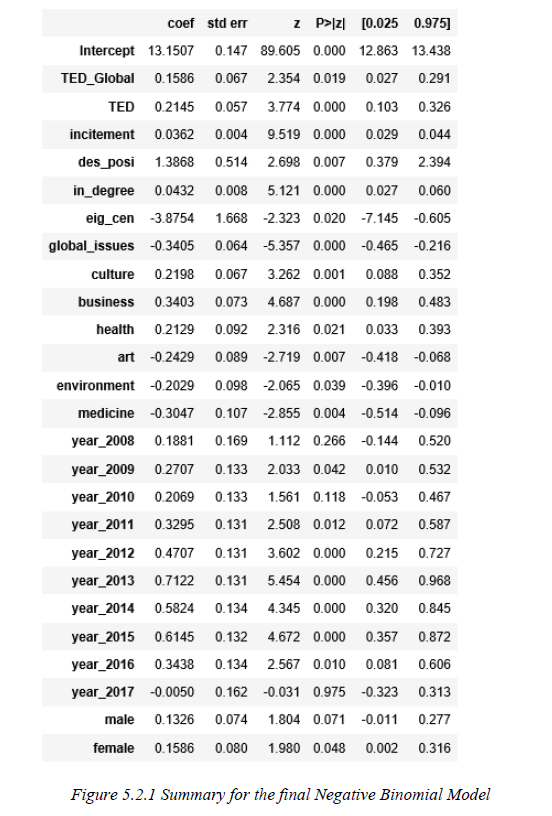 coef std err z P>|z| [0.025 0.975]
Intercept 13.1507 0.147 89.605 0.000 12.863 13.438
TED_Global 0.1586 0.067 2.354 0.019 0.027 0.291
TED 0.2145 0.057 3.774 0.000 0.103 0.326
incitement 0.0362 0.004 9.519 0.000 0.029 0.044
des_posi 1.3868 0.514 2.698 0.007 0.379 2.394
in_degree 0.0432 0.008 5.121 0.000 0.027 0.060
eig_cen -3.8754 1.668 -2.323 0.020 -7.145 -0.605
global_issues -0.3405 0.064 -5.357 0.000 -0.465 -0.216
culture 0.2198 0.067 3.262 0.001 0.088 0.352
business 0.3403 0.073 4.687 0.000 0.198 0.483
health 0.2129 0.092 2.316 0.021 0.033 0.393
art -0.2429 0.089 -2.719 0.007 -0.418 -0.068
environment -0.2029 0.098 -2.065 0.039 -0.396 -0.010
medicine -0.3047 0.107 -2.855 0.004 -0.514 -0.096
year_2008 0.1881 0.169 1.112 0.266 -0.144 0.520
year_2009 0.2707 0.133 2.033 0.042 0.010 0.532
year_2010 0.2069 0.133 1.561 0.118 -0.053 0.467
year_2011 0.3295 0.131 2.508 0.012 0.072 0.587
year_2012 0.4707 0.131 3.602 0.000 0.215 0.727
year_2013 0.7122 0.131 5.454 0.000 0.456 0.968
year_2014 0.5824 0.134 4.345 0.000 0.320 0.845
year_2015 0.6145 0.132 4.672 0.000 0.357 0.872
year_2016 0.3438 0.134 2.567 0.010 0.081 0.606
year_2017 -0.0050 0.162 -0.031 0.975 -0.323 0.313
male 0.1326 0.074 1.804 0.071 -0.011 0.277
female 0.1586 0.080 1.980 0.048 0.002 0.316
Figure 5.2.1 Summary for the final Negative Binomial Model